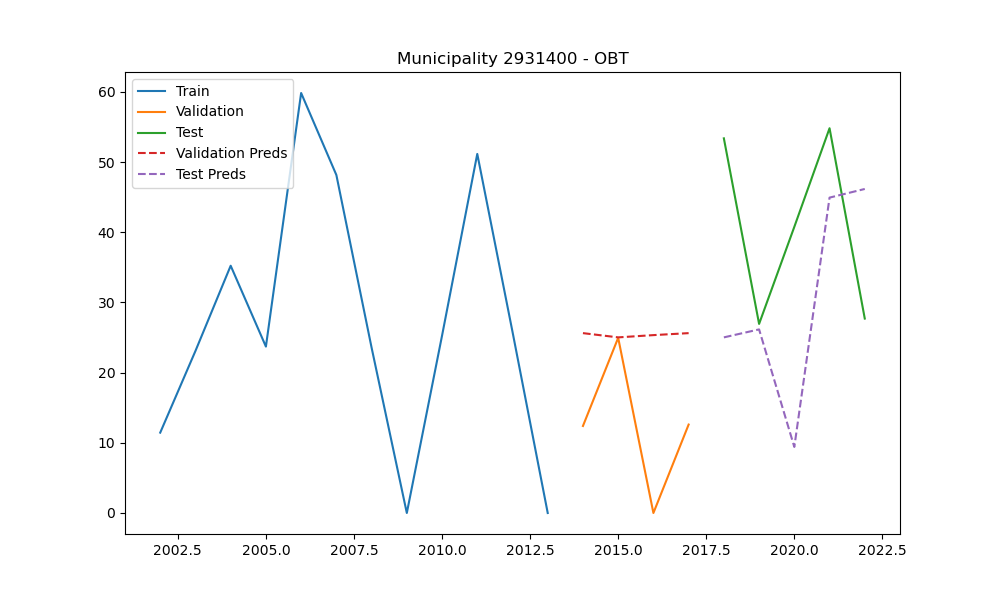 Municipality 2931400 - OBT
Train
Validation
Test
Validation Preds
Test Preds
60
50
40
30
20
10
0
2002.5 2005.0 2007.5 2010.0 2012.5 2015.0 2017.5 2020.0 2022.5